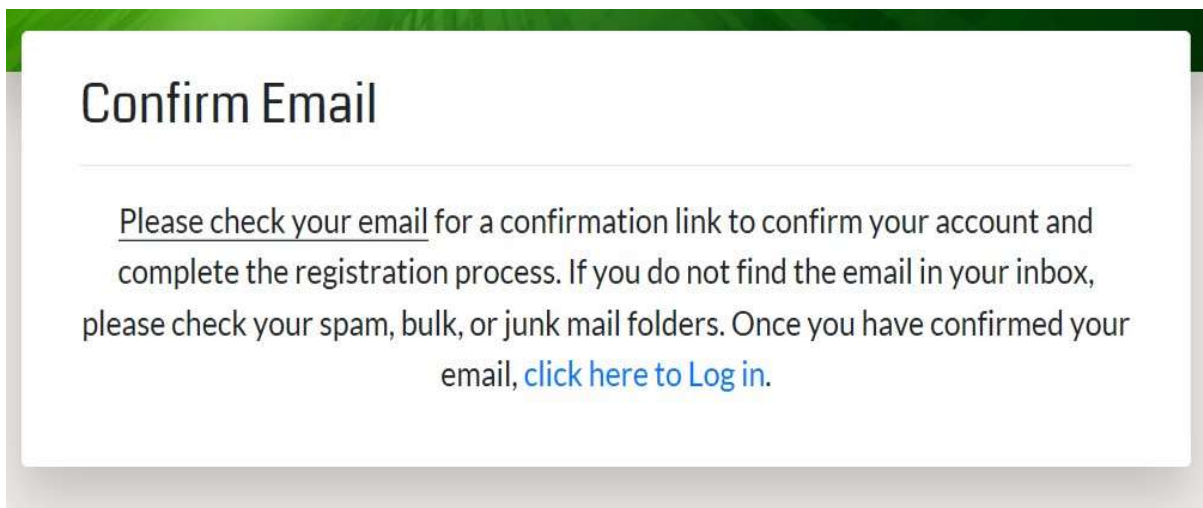 Confirm Email
Please check your email for a confirmation link to confirm your account and
complete the registration process. If you do not find the email in your inbox,
please check your spam, bulk, or junk mail folders. Once you have confirmed your
email, click here to Log in.